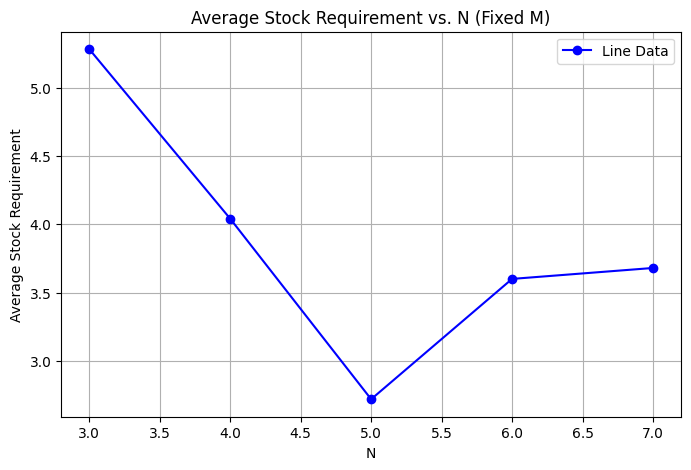 Average Stock Requirement vs. N (Fixed M)
Line Data
Average Stock Requirement
5.0
4.5
4.0
3.5
3.0
3.0 3.5 4.0 4.5 5.0 5.5 6.0 6.5 7.0
N